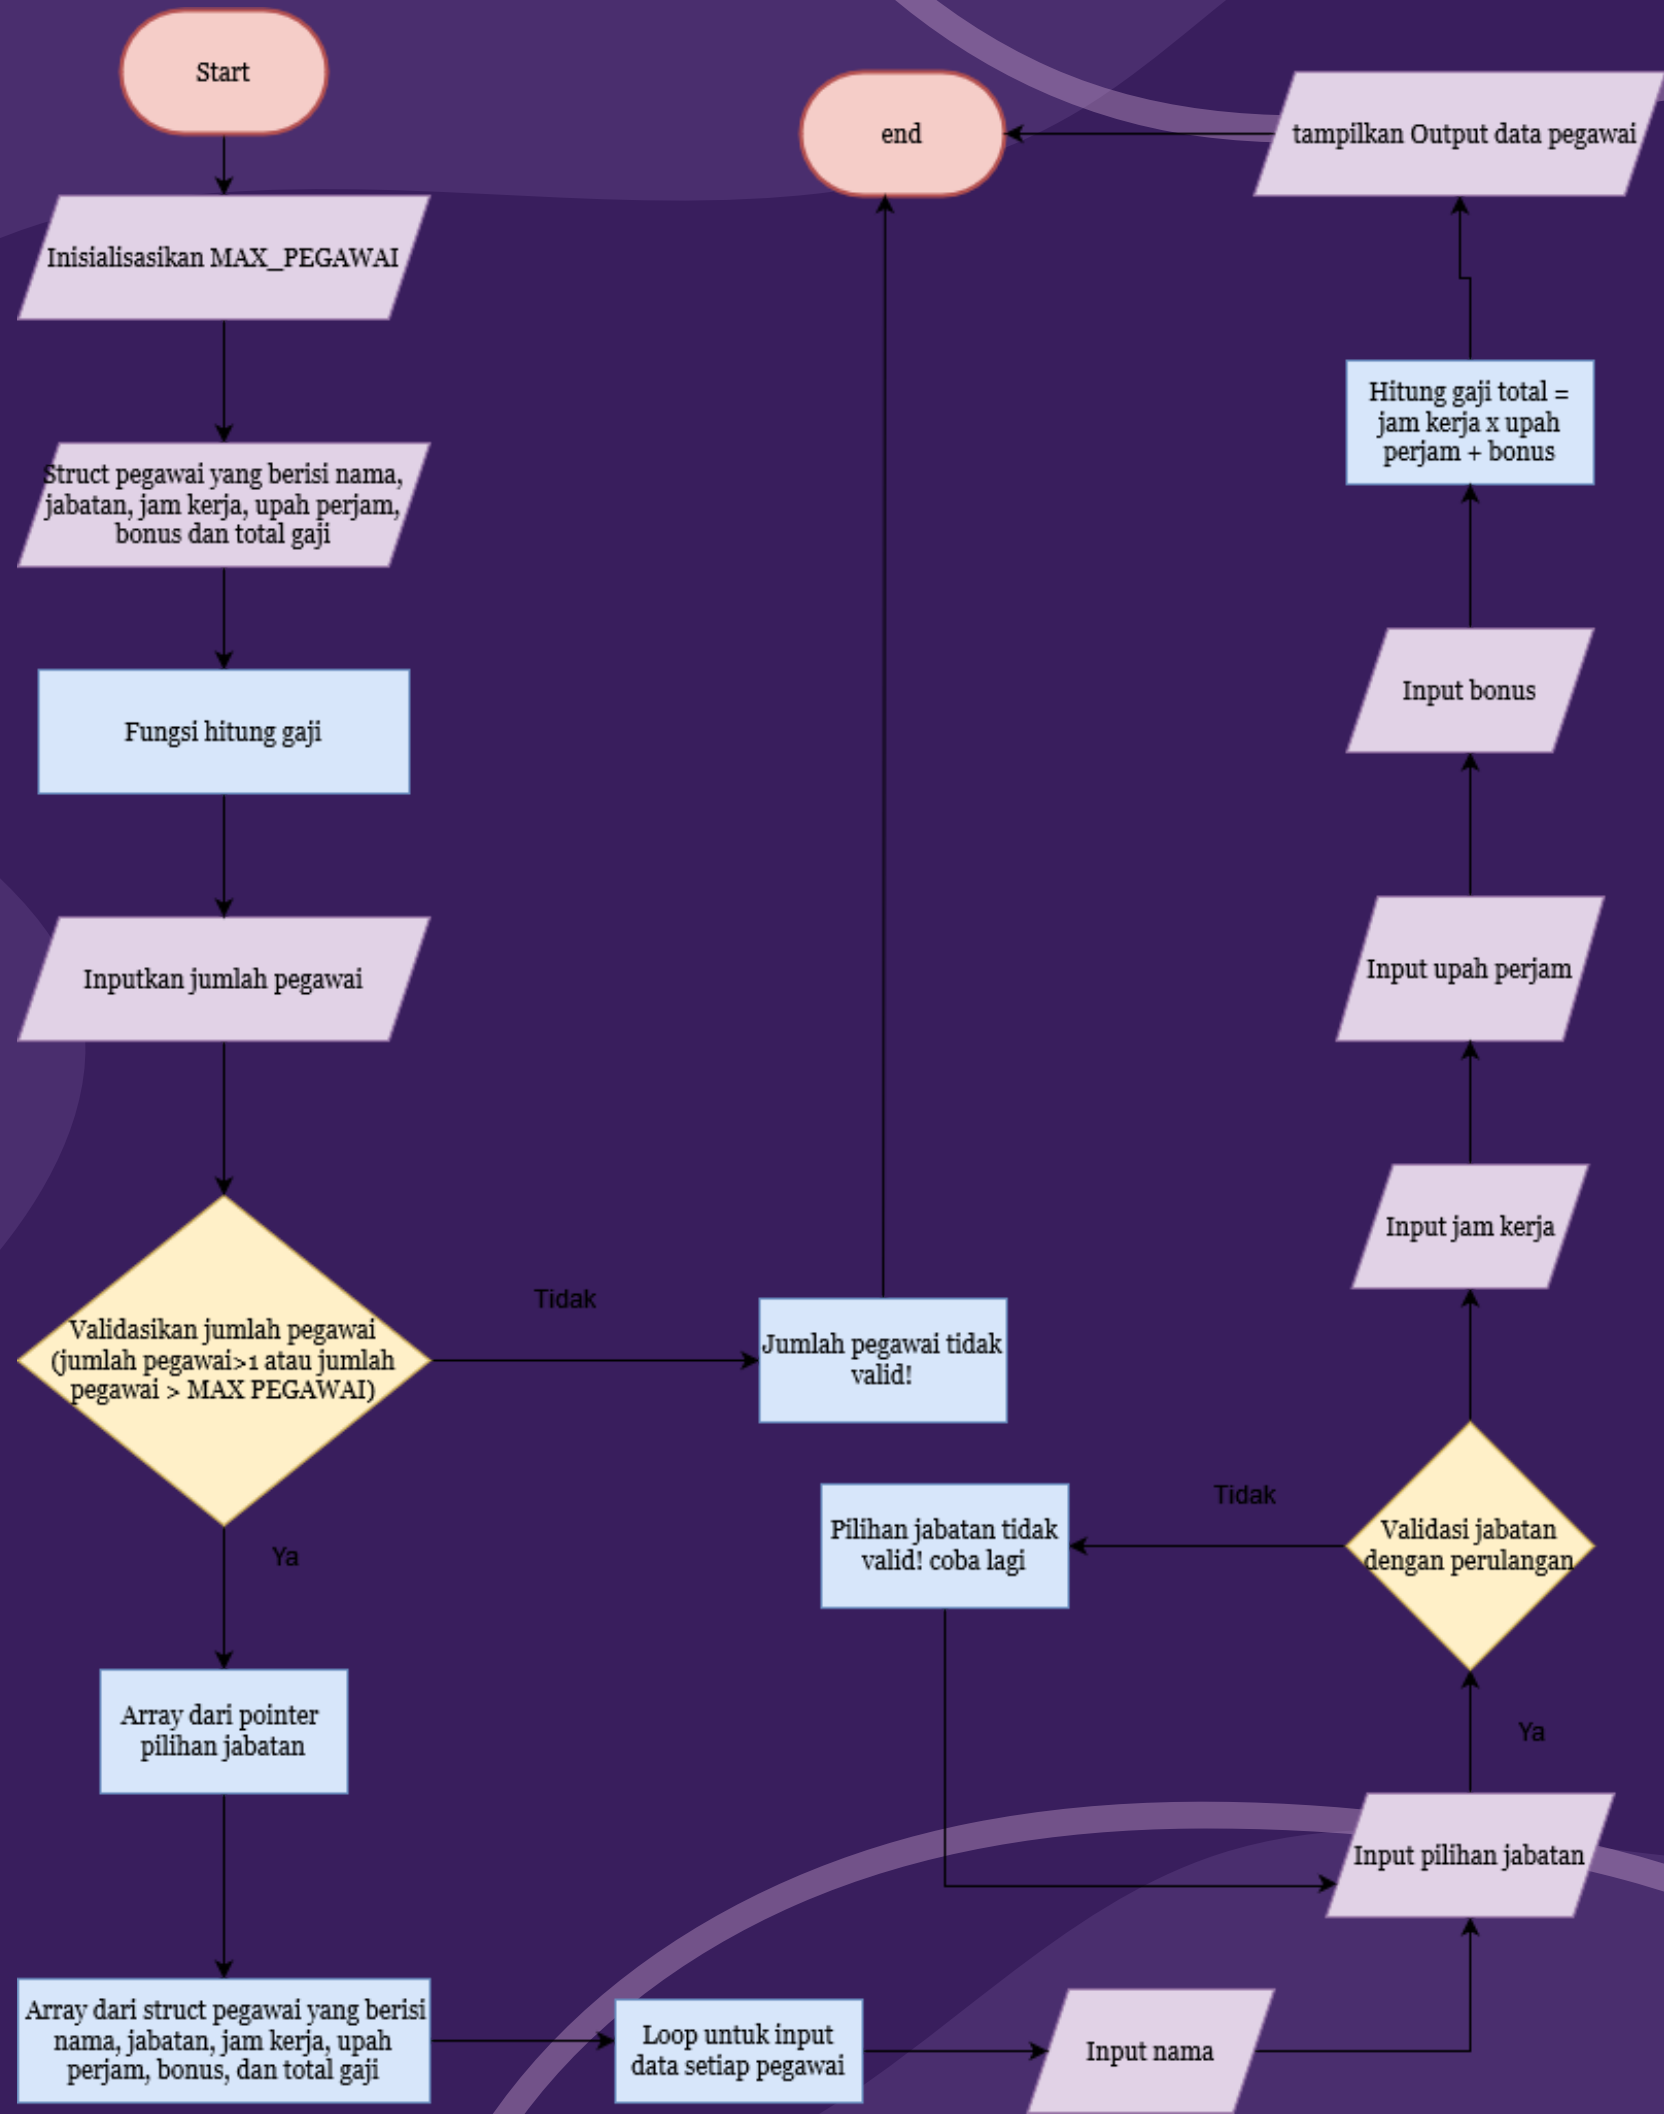 Start
Inisialisasikan MAX_PEGAWAI
Struct pegawai yang berisi nama,
jabatan, jam kerja, upah perjam,
bonus dan total gaji
Fungsi hitung gaji
Inputkan jumlah pegawai
Validasikan jumlah pegawai
(jumlah pegawai>1 atau jumlah
pegawai > MAX PEGAWAI)
Tidak
Jumlah pegawai tidak
valid!
Ya
Array dari pointer
pilihan jabatan
Array dari struct pegawai yang berisi
nama, jabatan, jam kerja, upah
perjam, bonus, dan total gaji
Loop untuk input
data setiap pegawai
Input nama
Input pilihan jabatan
Ya
Validasi jabatan
dengan perulangan
Tidak
Pilihan jabatan tidak
valid! coba lagi
Input jam kerja
Input upah perjam
Input bonus
Hitung gaji total =
jam kerja x upah
perjam + bonus
tampilkan Output data pegawai
end